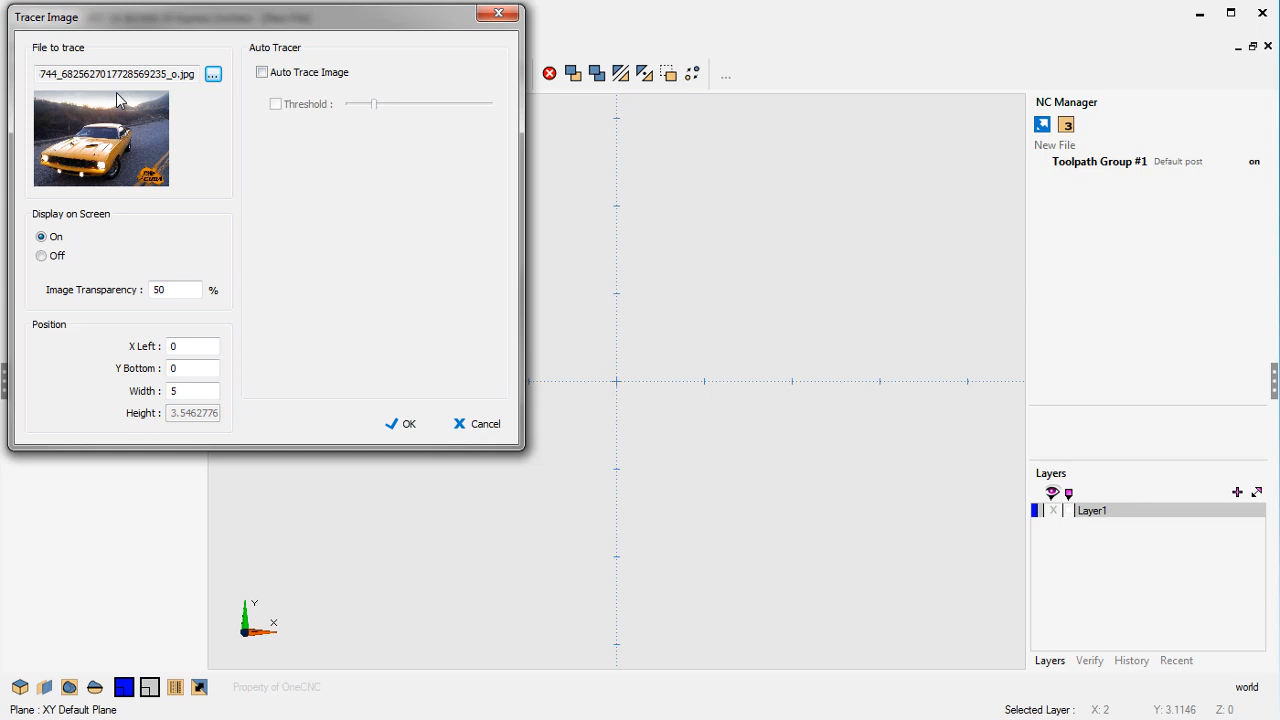 Tracer Image
File to trace
744_6825627017728569235_o.jpg
...
Display on Screen
On
Off
Image Transparency : 50 %
Position
X Left : 0
Y Bottom : 0
Width : 5
Height : 3.5462776
Auto Tracer
Auto Trace Image
Threshold :
OK
Cancel
...
NC Manager
3
New File
Toolpath Group #1 Default post on
Layers
X Layer1
Layers Verify History Recent
Y
X
Property of OneCNC
world
Plane : XY Default Plane
Selected Layer : X: 2 Y: 3.1146 Z: 0